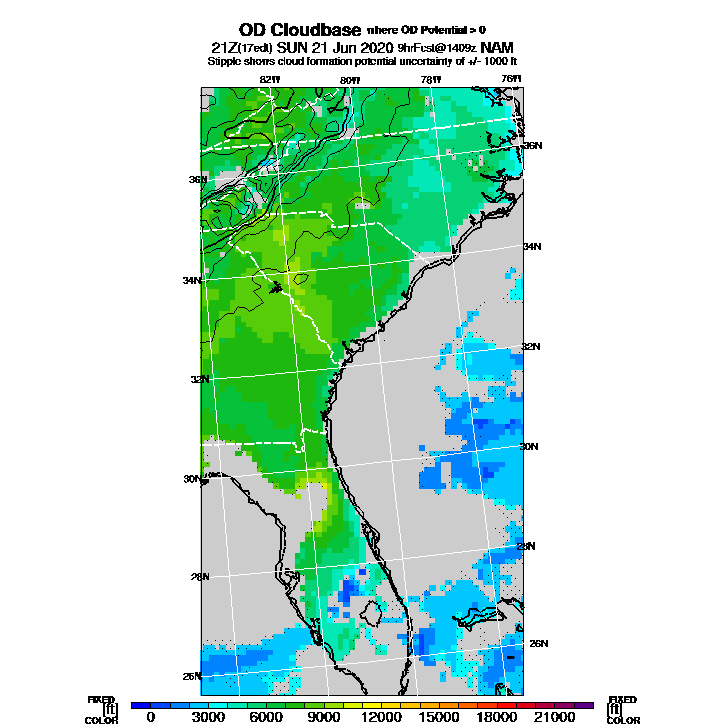 OD Cloudbase where OD Potential > 0
21Z(17edt) SUN 21 Jun 2020 9hrFcst@1409z NAM
Stipple shows cloud formation potential uncertainty of +/- 1000 ft
82W 80W 78W 76W
36N 36N
34N 34N
32N 32N
30N 30N
28N 28N
26N 26N
FIXED FIXED
[ft] 0 3000 6000 9000 12000 15000 18000 21000 [ft]
COLOR COLOR